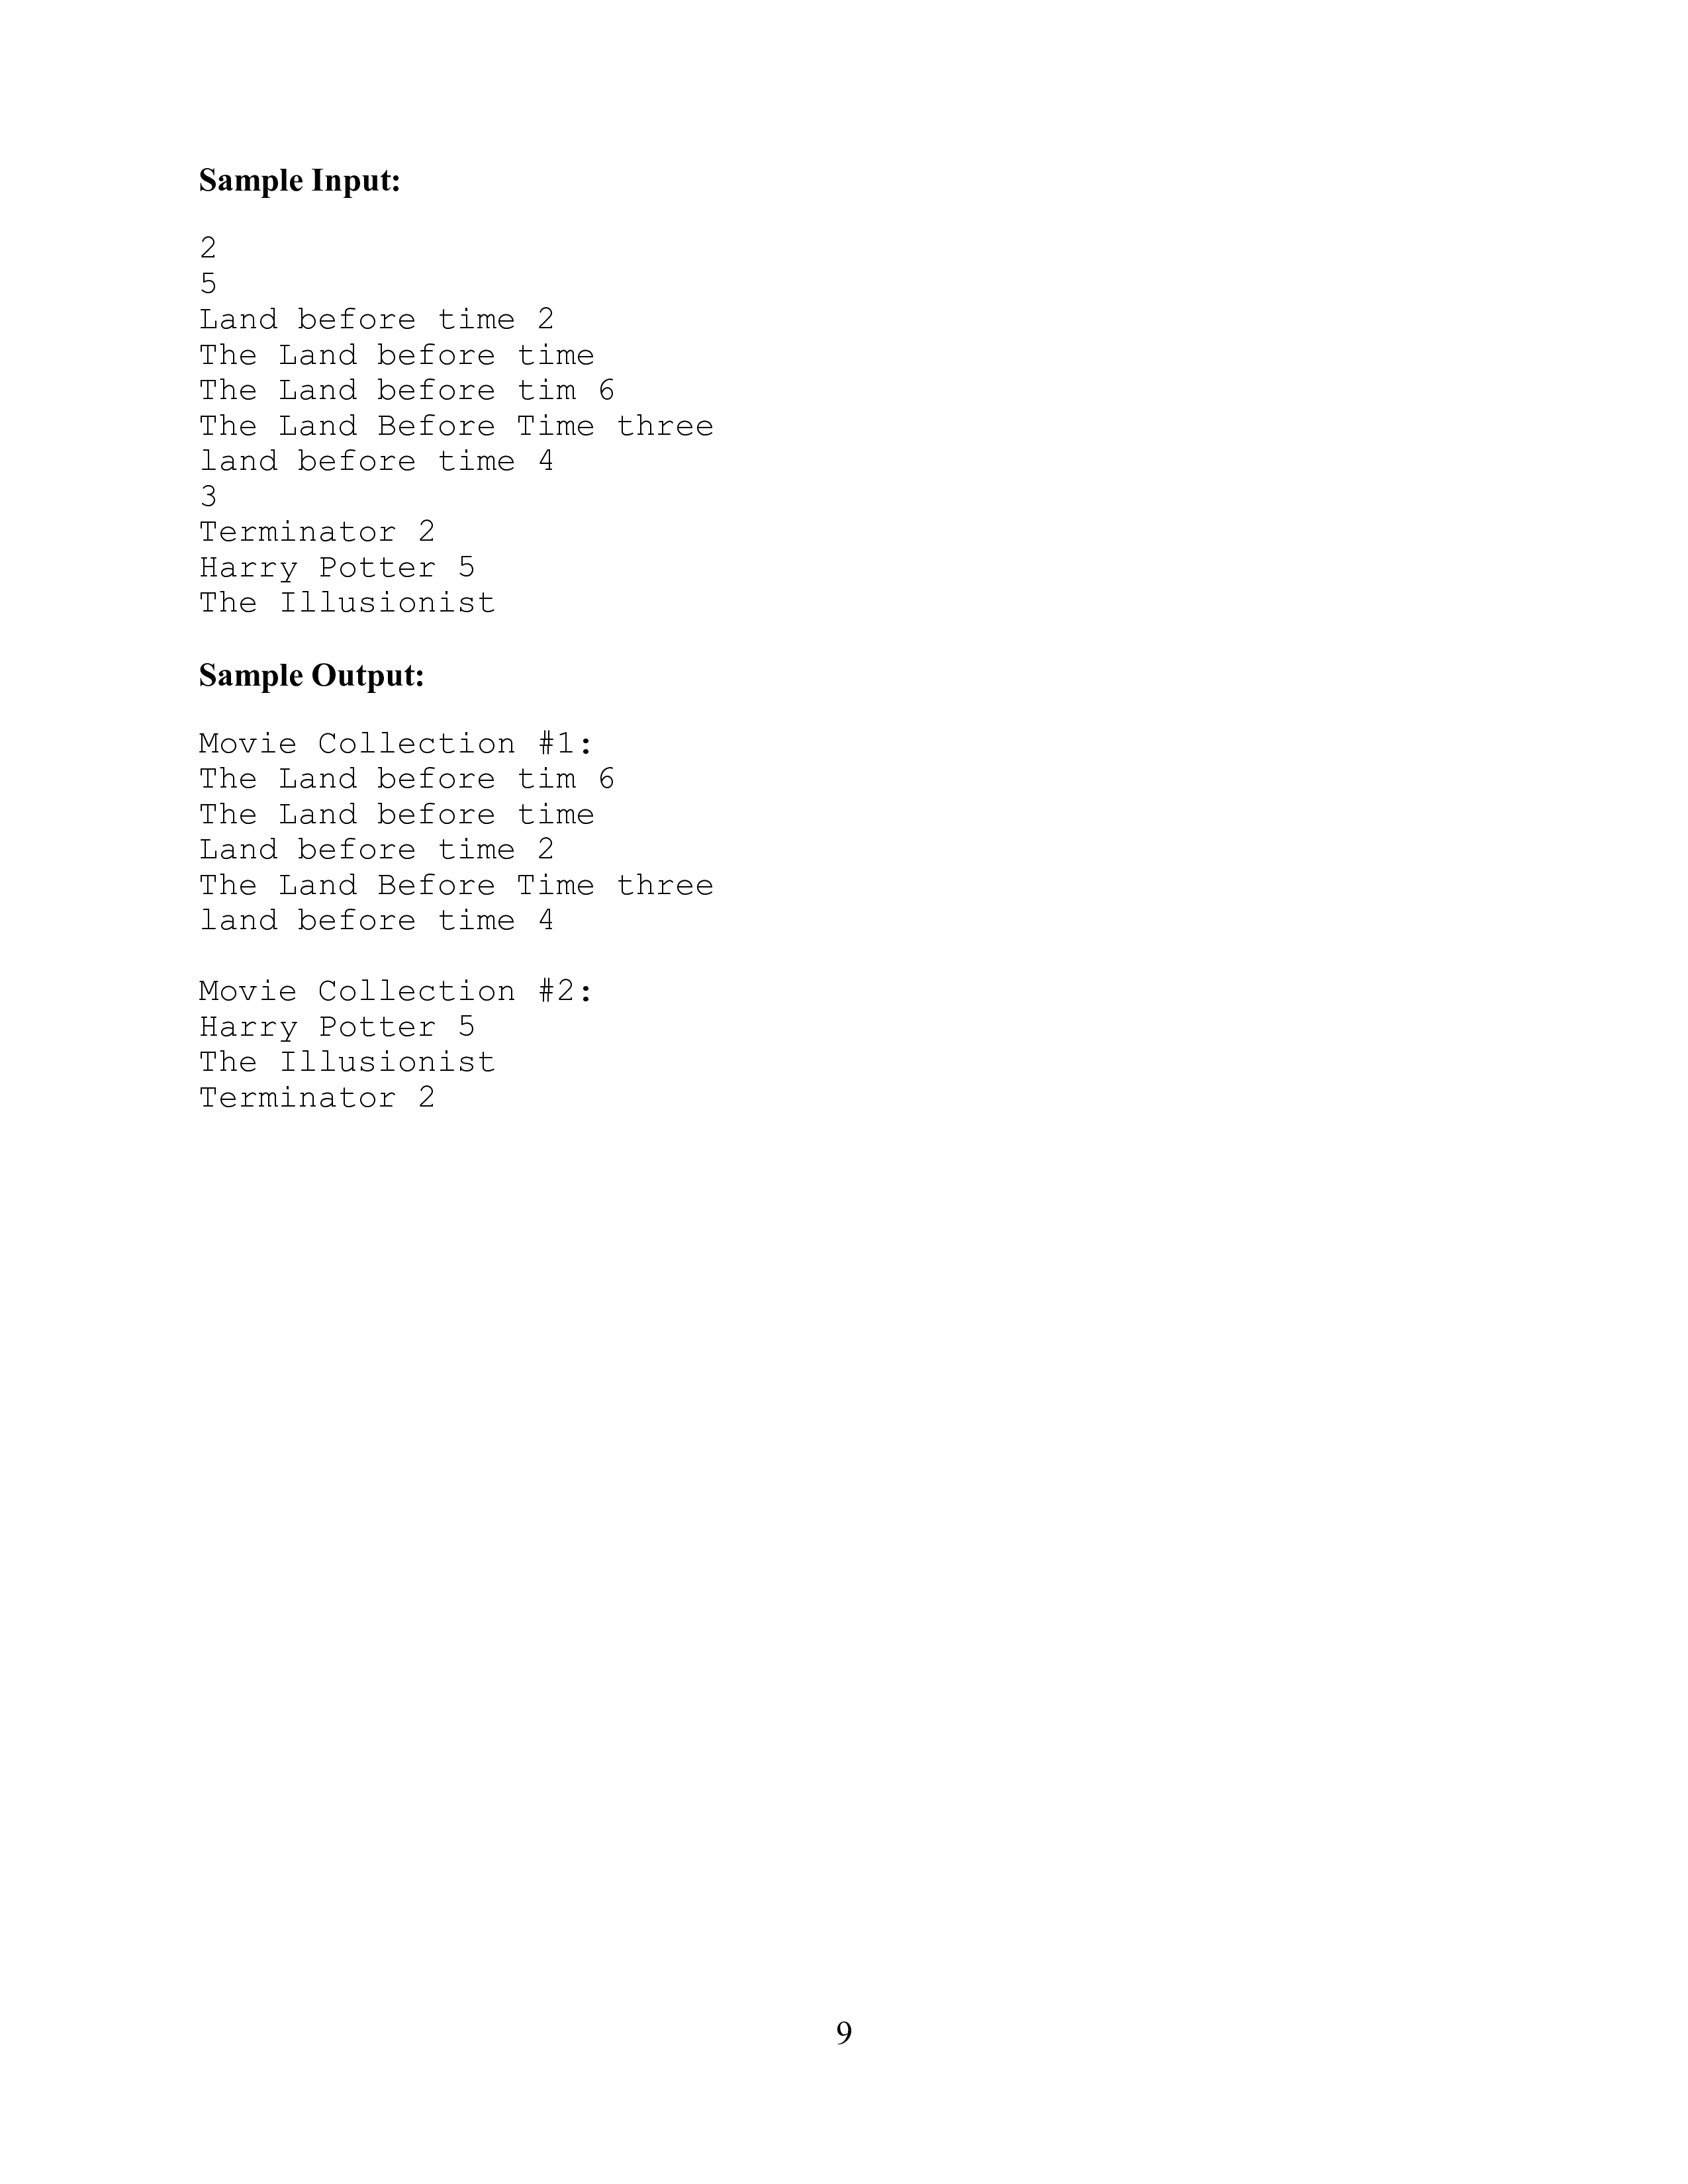 Sample Input:
2
5
Land before time 2
The Land before time
The Land before tim 6
The Land Before Time three
land before time 4
3
Terminator 2
Harry Potter 5
The Illusionist
Sample Output:
Movie Collection #1:
The Land before tim 6
The Land before time
Land before time 2
The Land Before Time three
land before time 4
Movie Collection #2:
Harry Potter 5
The Illusionist
Terminator 2
9